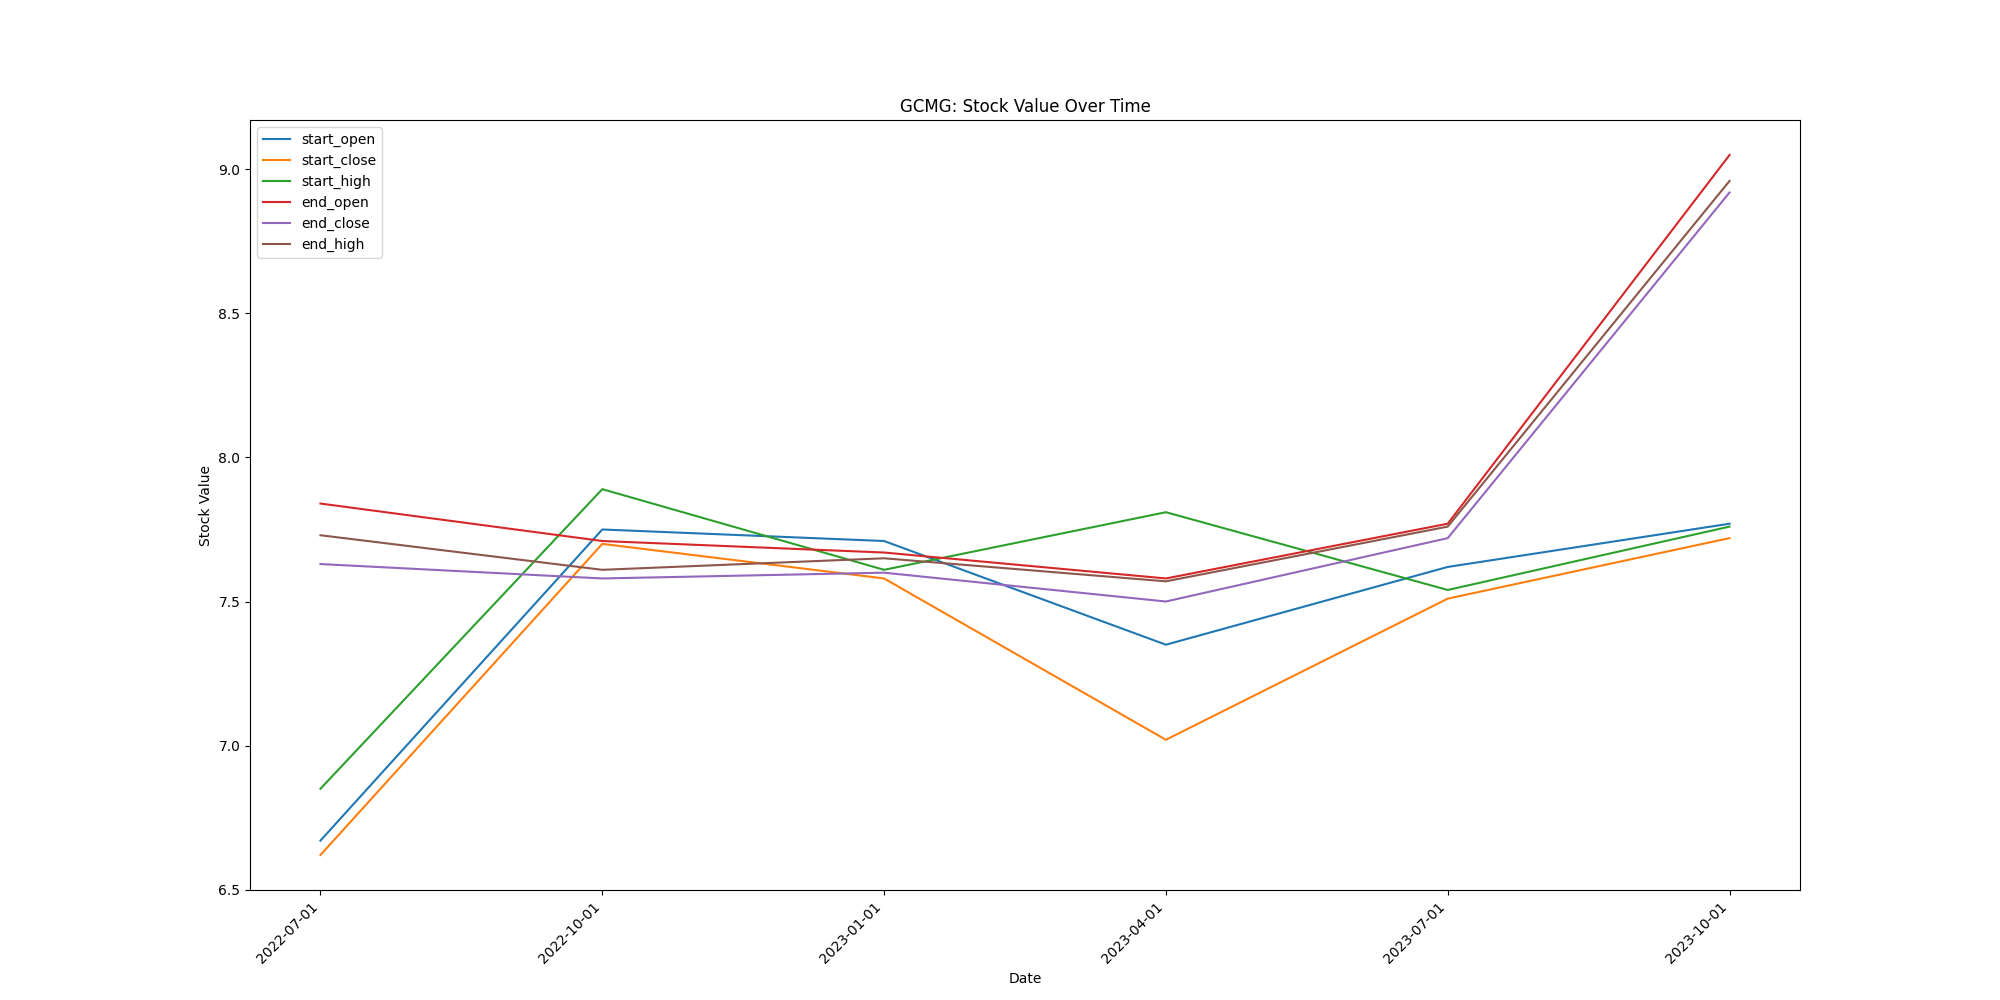 GCMG: Stock Value Over Time
start_open
start_close
start_high
end_open
end_close
end_high
9.0
8.5
8.0
7.5
7.0
6.5
Stock Value
2022-07-01
2022-10-01
2023-01-01
2023-04-01
2023-07-01
2023-10-01
Date